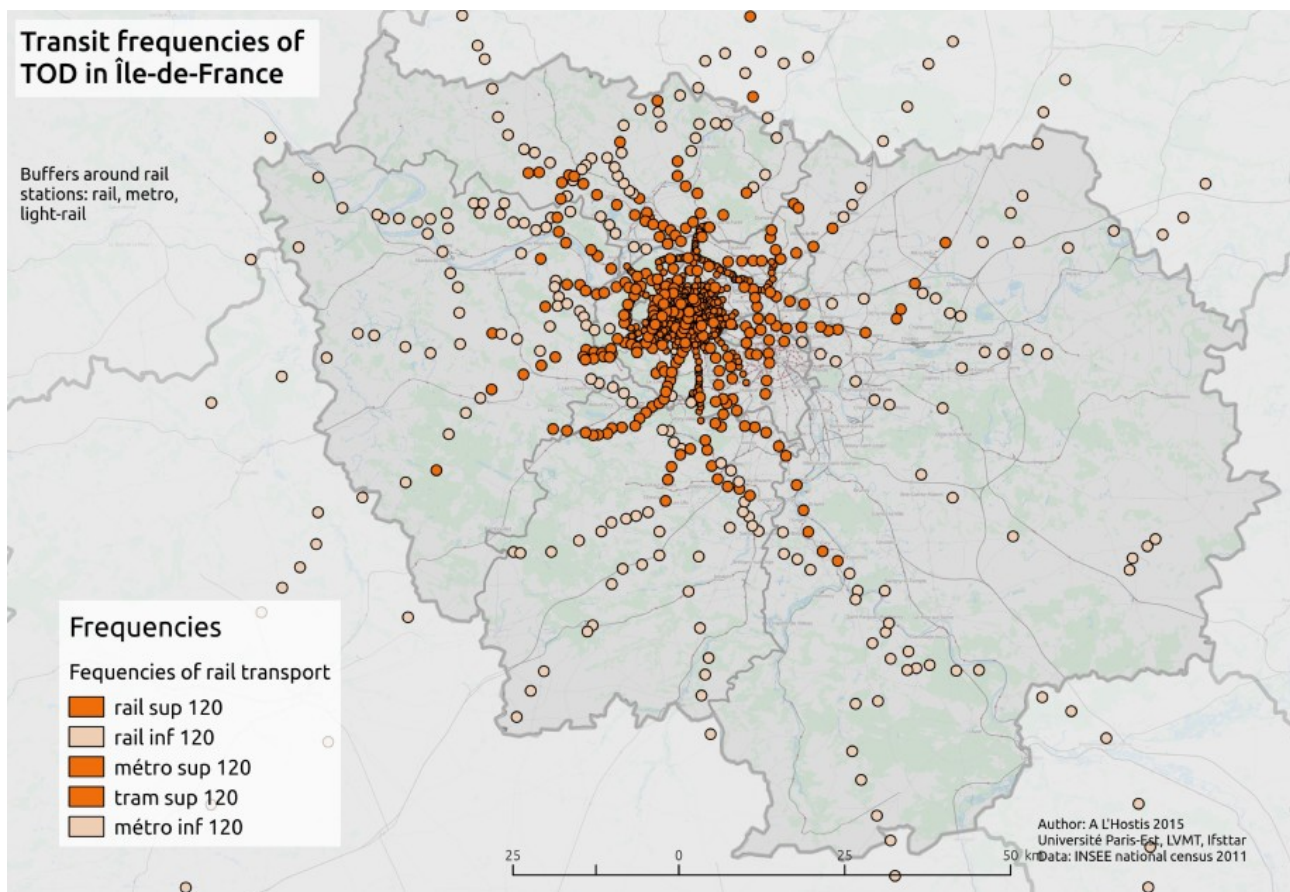 Transit frequencies of
TOD in Île-de-France
Buffers around rail
stations: rail, metro,
light-rail
Frequencies
Fequencies of rail transport
rail sup 120
rail inf 120
métro sup 120
tram sup 120
métro inf 120
25 0 25 50 km
Author: A L'Hostis 2015
Université Paris-Est, LVMT, Ifsttar
Data: INSEE national census 2011